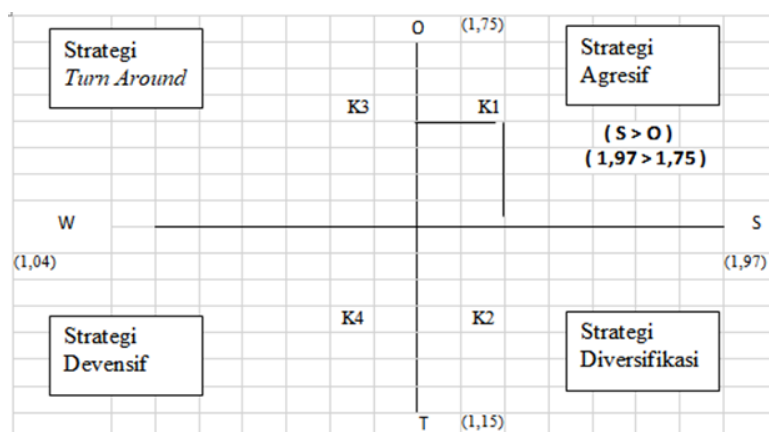 O (1,75)
Strategi
Turn Around
Strategi
Agresif
K3 K1
( S > O )
( 1,97 > 1,75 )
W S
(1,04) (1,97)
K4 K2
Strategi
Devensif
Strategi
Diversifikasi
T (1,15)